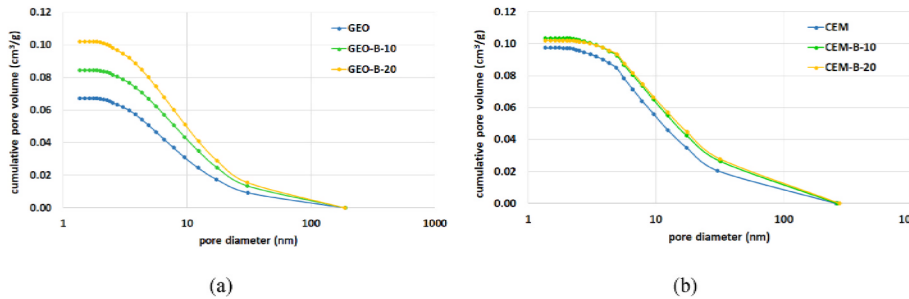 GEO
GEO-B-10
GEO-B-20
cumulative pore volume (cm³/g)
0.12
0.10
0.08
0.06
0.04
0.02
0.00
1
10
100
1000
pore diameter (nm)
(a)
CEM
CEM-B-10
CEM-B-20
cumulative pore volume (cm³/g)
0.12
0.10
0.08
0.06
0.04
0.02
0.00
1
10
100
pore diameter (nm)
(b)